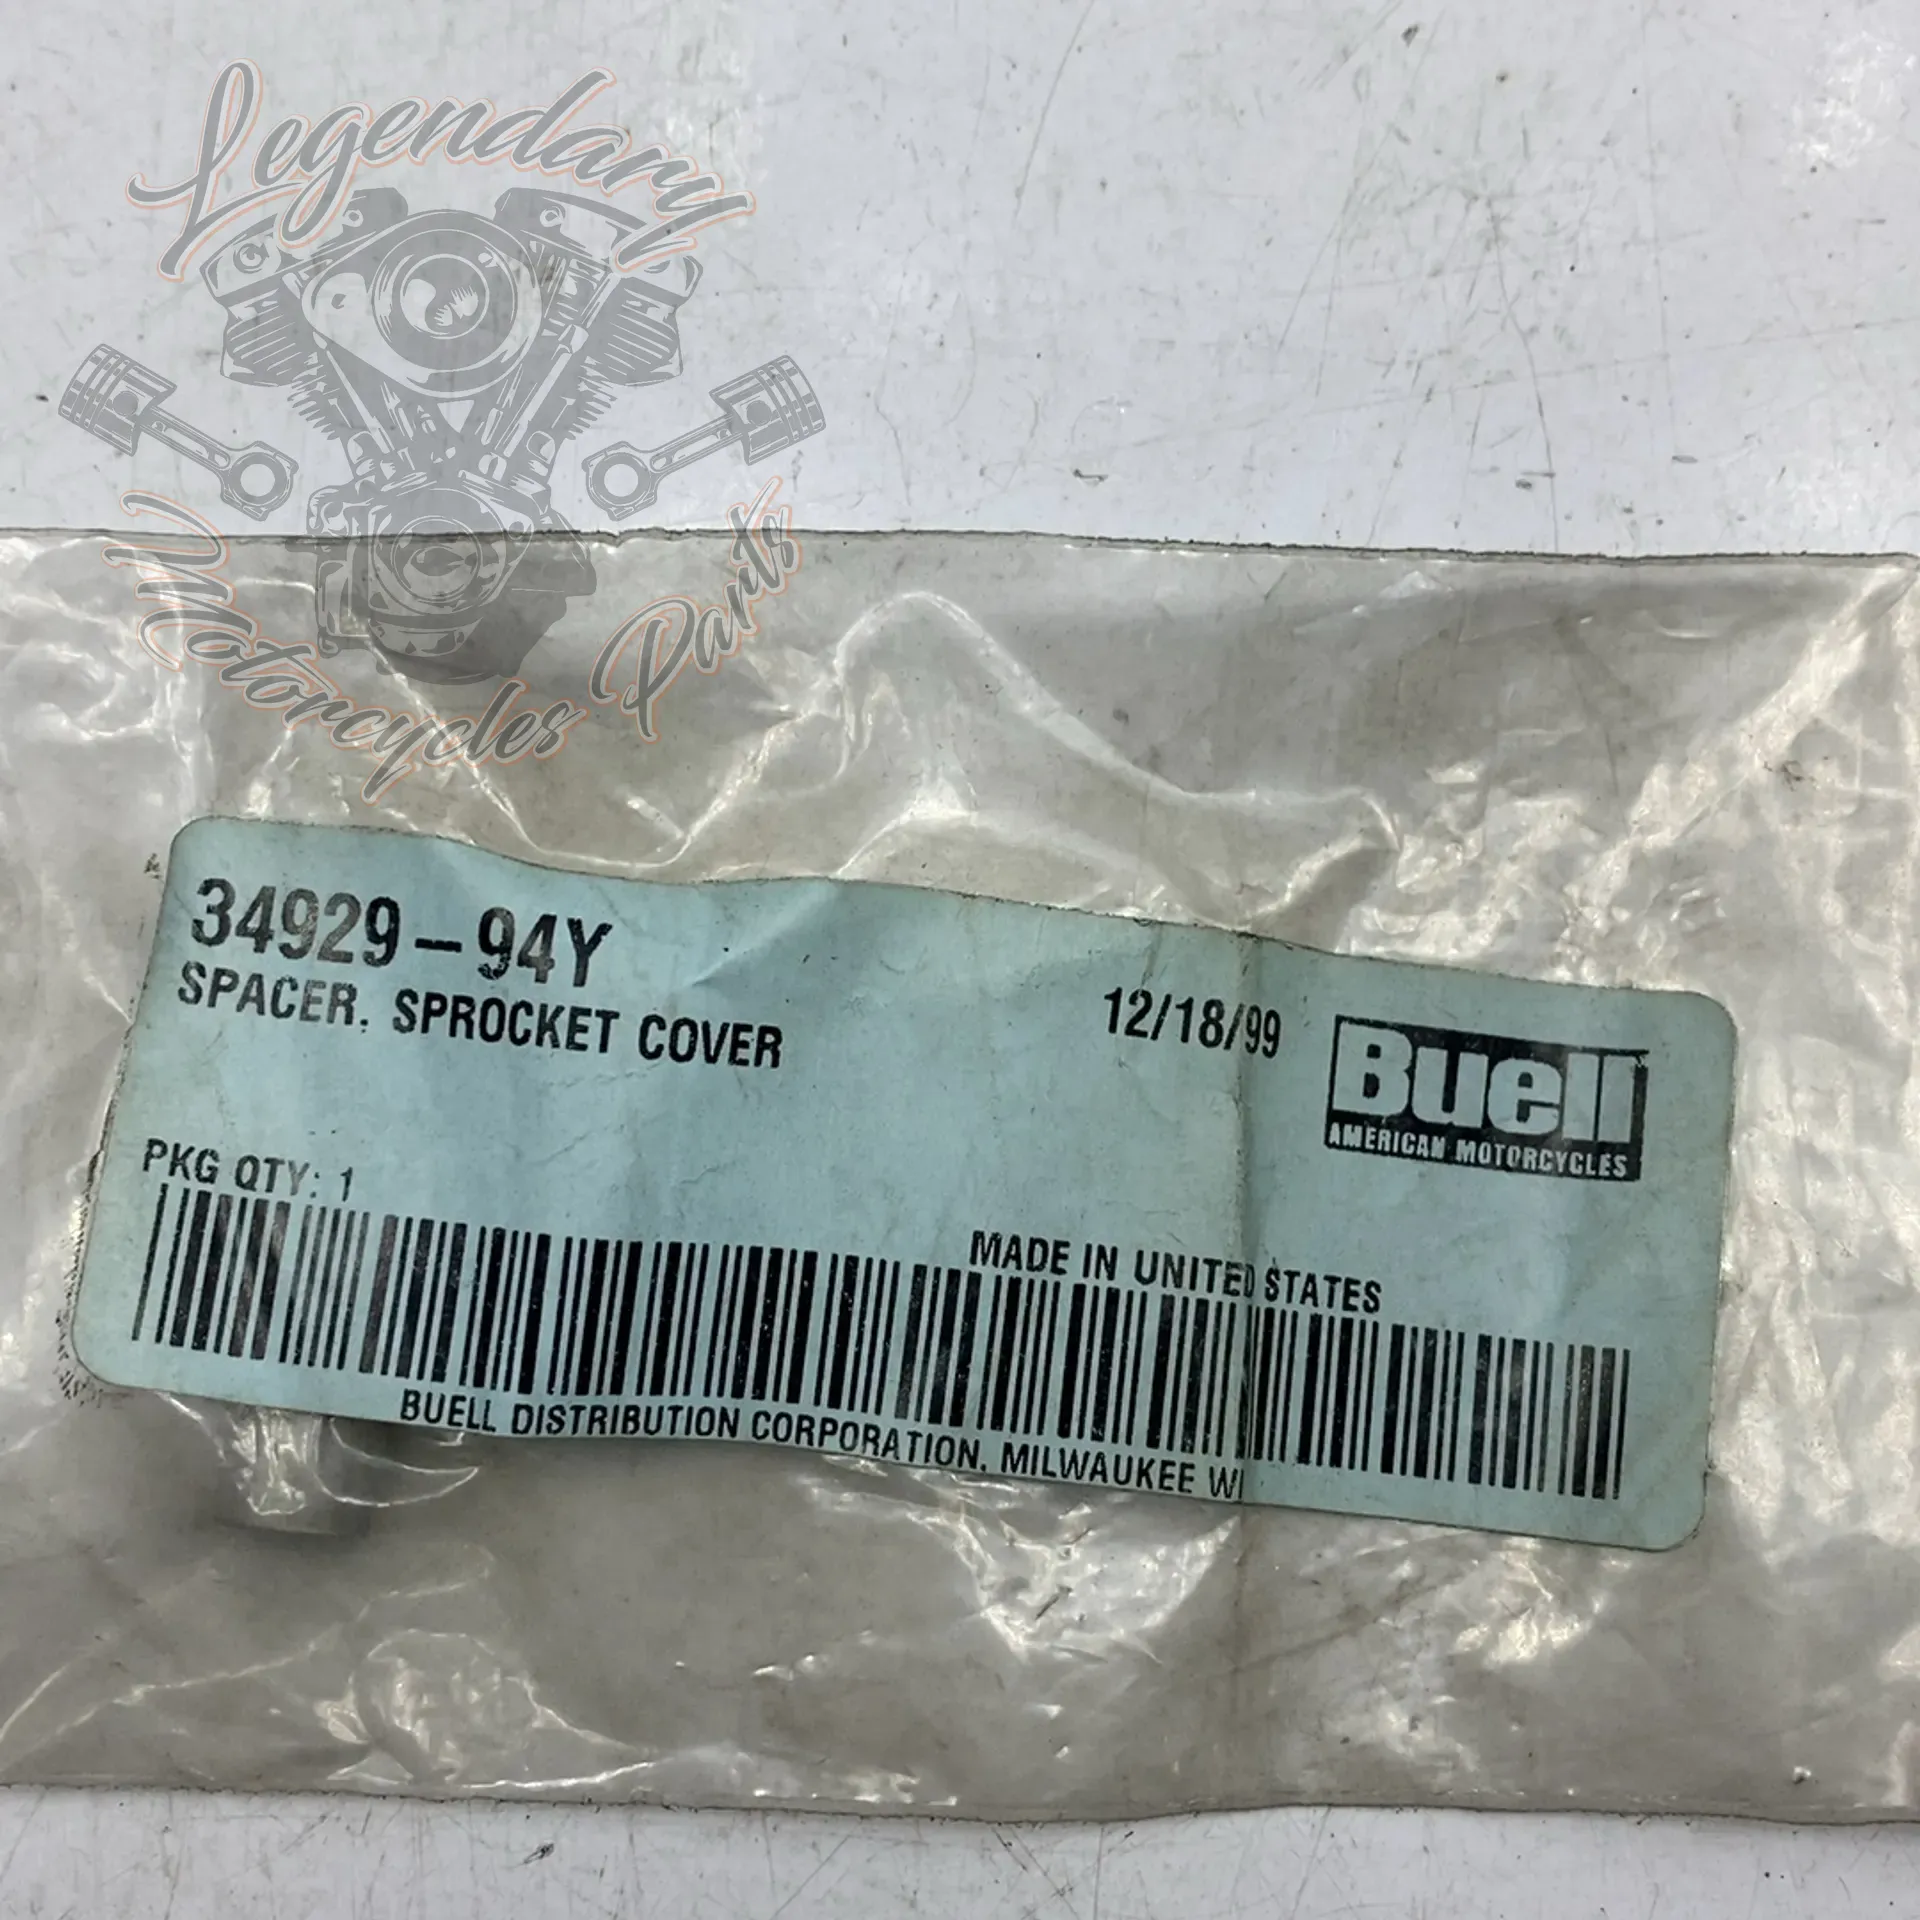 Legendary
Motorcycles Parts
34929-94Y
SPACER, SPROCKET COVER
12/18/99
Buell
AMERICAN MOTORCYCLES
PKG QTY: 1
MADE IN UNITED STATES
BUELL DISTRIBUTION CORPORATION, MILWAUKEE WI